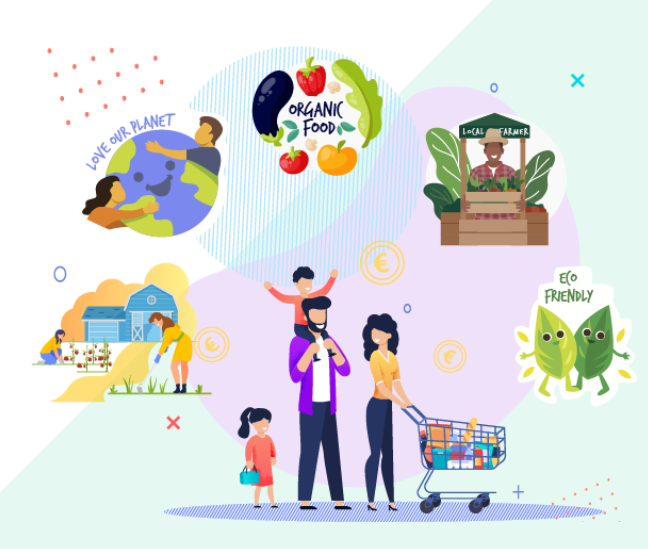 LOVE OUR PLANET
ORGANIC
FOOD
LOCAL FARMER
€
€
€
ECO
FRIENDLY